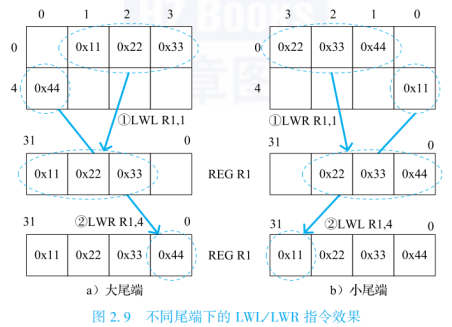 0 1 2 3
0 0x11 0x22 0x33
4 0x44
①LWL R1,1
31 0
0x11 0x22 0x33 REG R1
②LWR R1,4
31 0
0x11 0x22 0x33 0x44 REG R1
a）大尾端
3 2 1 0
0 0x22 0x33 0x44
4 0x11
①LWR R1,1
31 0
0x22 0x33 0x44
②LWL R1,4
31 0
0x11 0x22 0x33 0x44
b）小尾端
图 2.9 不同尾端下的 LWL/LWR 指令效果